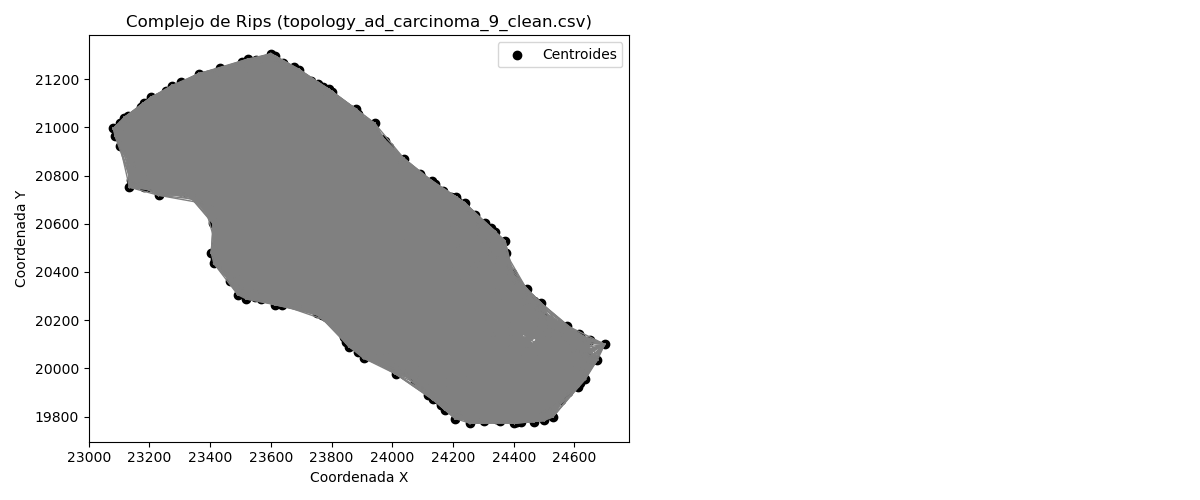 Complejo de Rips (topology_ad_carcinoma_9_clean.csv)
Centroides
21200
21000
20800
20600
20400
20200
20000
19800
Coordenada Y
23000 23200 23400 23600 23800 24000 24200 24400 24600
Coordenada X